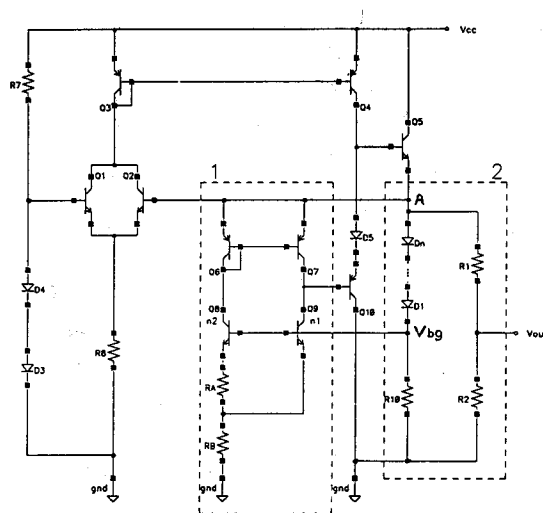 Vcc
R7
Q3
Q4
Q5
1
2
Q1
Q2
A
Q6
Q7
D5
Dn
R1
D4
Q8
Q9
Q10
D1
n2
n1
Vbg
Vou
R6
RA
D3
RB
R10
R2
gnd
gnd
gnd